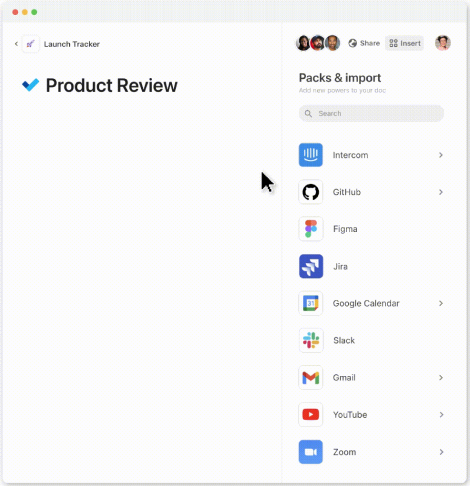 Launch Tracker
Share
Insert
Product Review
Packs & import
Add new powers to your doc
Search
Intercom
GitHub
Figma
Jira
31
Google Calendar
Slack
Gmail
YouTube
Zoom